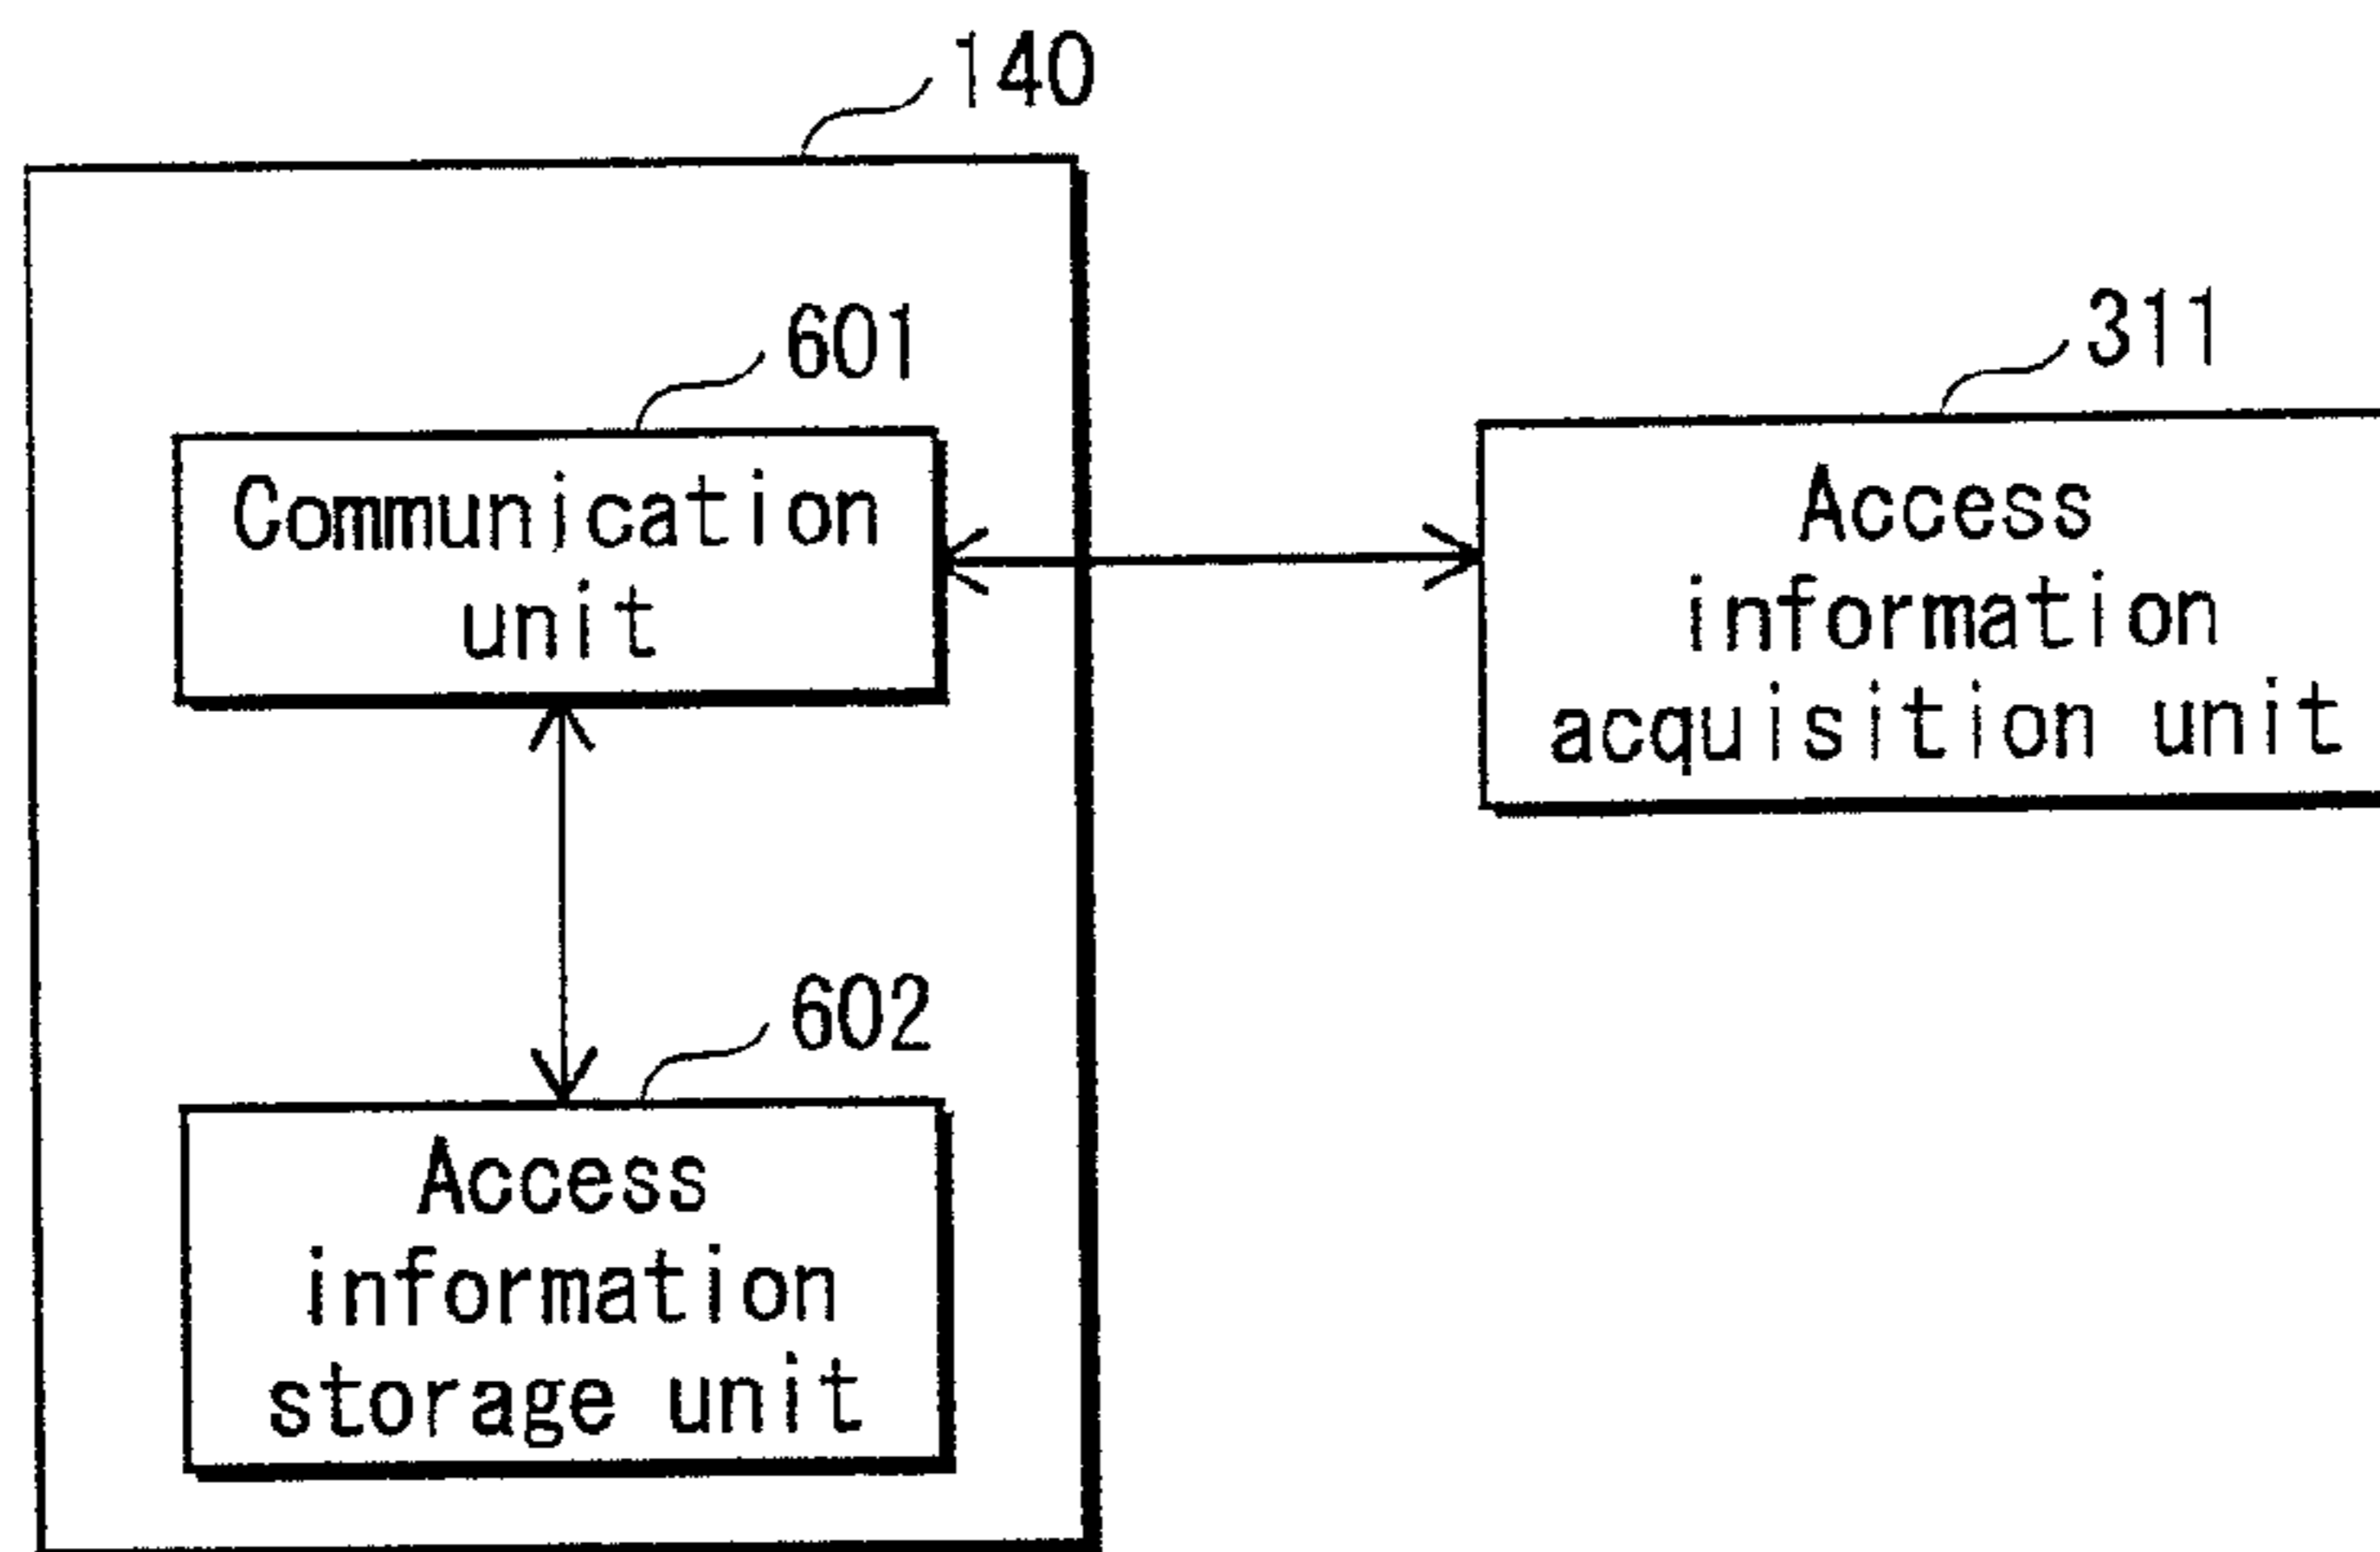 140
601
Communication
unit
311
Access
information
acquisition unit
602
Access
information
storage unit